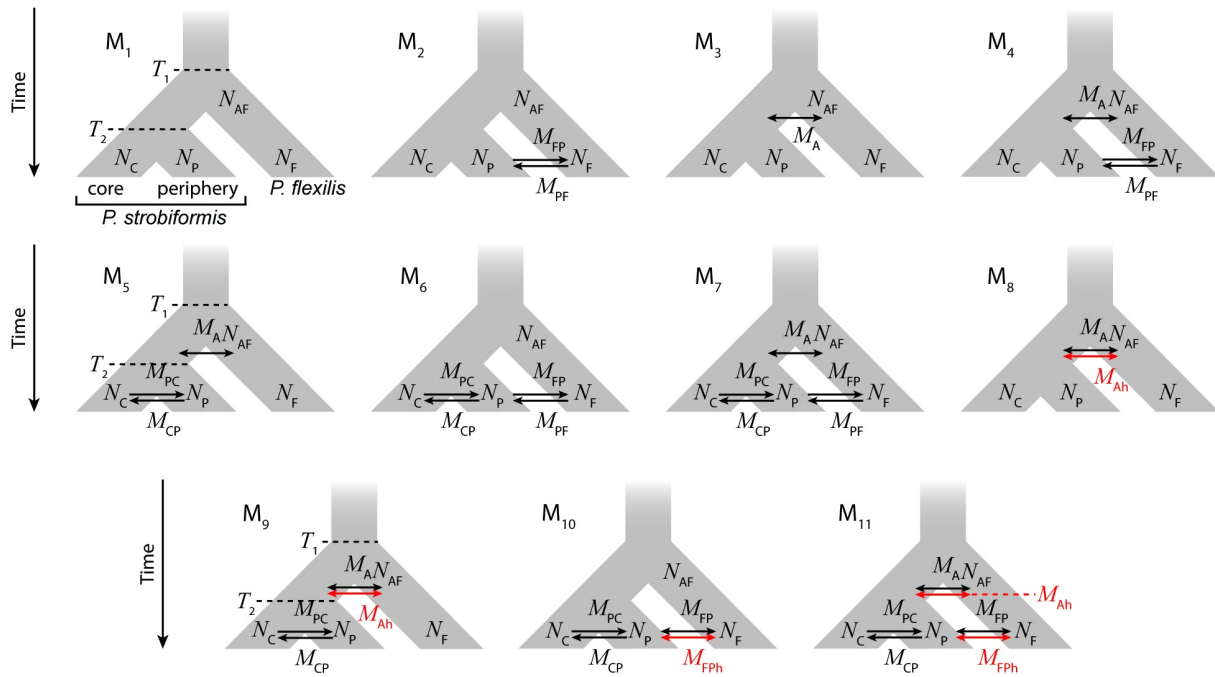 M1 M2 M3 M4
Time
T1
NAF NAF NAF MA NAF
T2
MFP MA MFP
NC NP NP NF NC NP NF NC NP NF NC NP NF
MPF MPF
core periphery P. flexilis
P. strobiformis
M5 M6 M7 M8
Time
T1
MA NAF NAF MA NAF MA NAF
T2
MPC MPC MFP MPC MFP MAh
NC NP NF NC NP NF NC NP NF NC NP NF
MCP MCP MPF MCP MPF
M9 M10 M11
Time
T1
MA NAF NAF MA NAF
MAh
T2
MPC MAh MPC MFP MPC MFP
NC NP NF NC NP NF NC NP NF
MCP MCP MFPh MCP MFPh